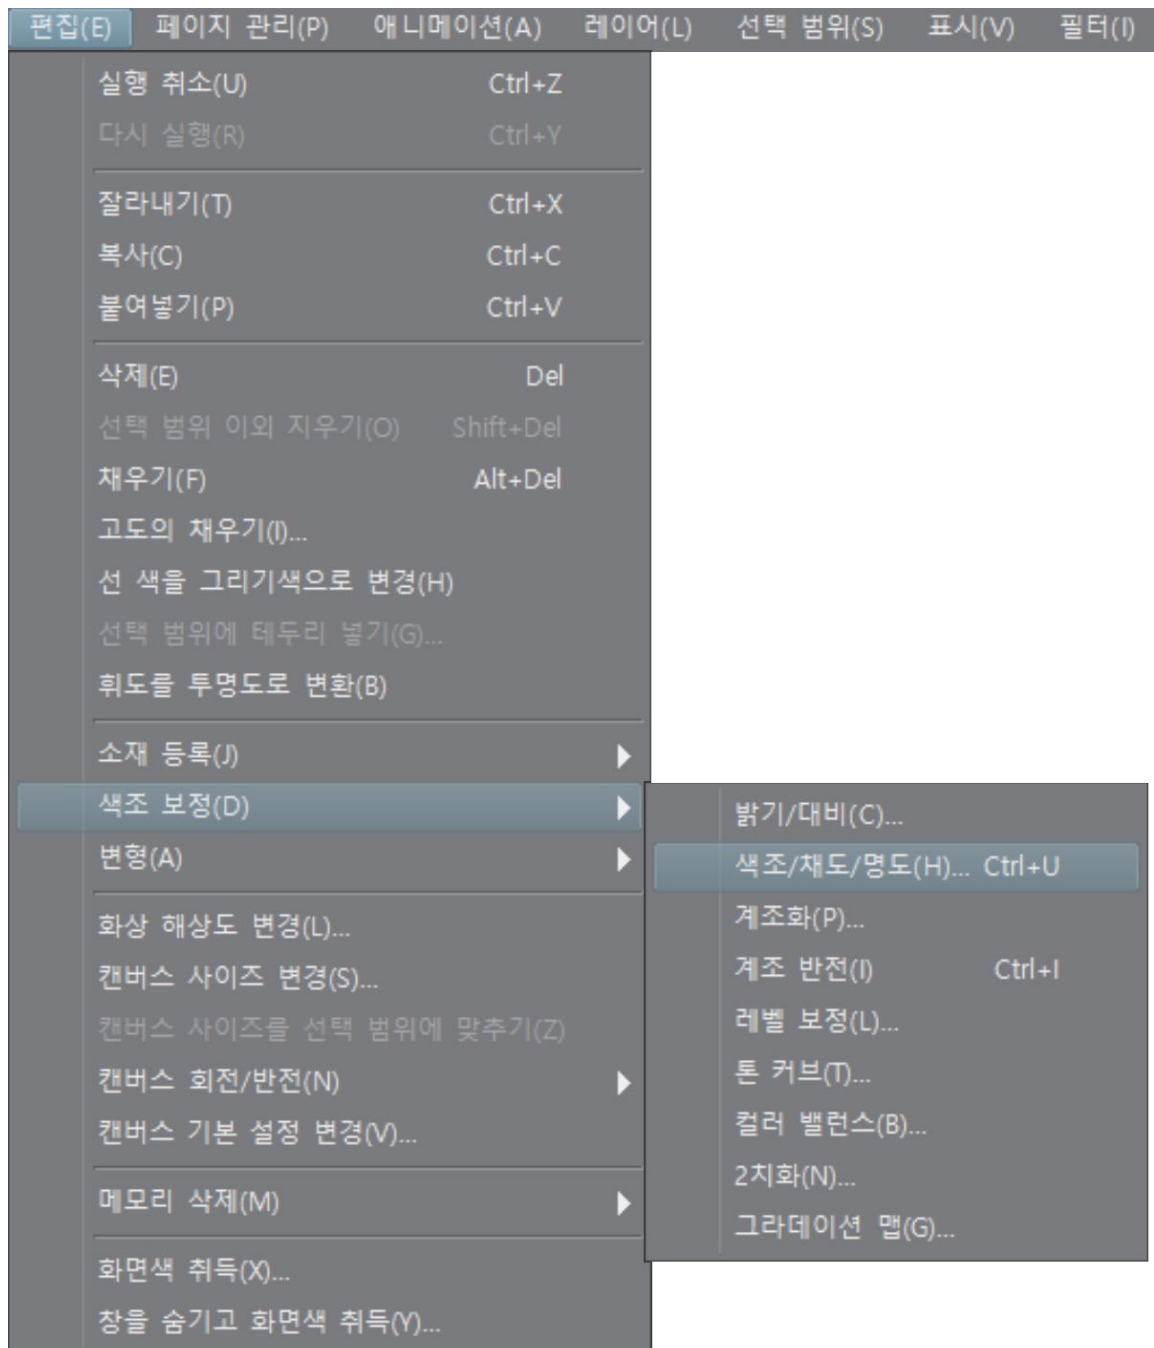 편집(E) 페이지 관리(P) 애니메이션(A) 레이어(L) 선택 범위(S) 표시(V) 필터(I)
실행 취소(U) Ctrl+Z
다시 실행(R) Ctrl+Y
잘라내기(T) Ctrl+X
복사(C) Ctrl+C
붙여넣기(P) Ctrl+V
삭제(E) Del
선택 범위 이외 지우기(O) Shift+Del
채우기(F) Alt+Del
고도의 채우기(I)...
선 색을 그리기색으로 변경(H)
선택 범위에 테두리 넣기(G)...
휘도를 투명도로 변환(B)
소재 등록(J)
색조 보정(D)
변형(A)
화상 해상도 변경(L)...
캔버스 사이즈 변경(S)...
캔버스 사이즈를 선택 범위에 맞추기(Z)
캔버스 회전/반전(N)
캔버스 기본 설정 변경(V)...
메모리 삭제(M)
화면색 취득(X)...
창을 숨기고 화면색 취득(Y)...
밝기/대비(C)...
색조/채도/명도(H)... Ctrl+U
계조화(P)...
계조 반전(I) Ctrl+I
레벨 보정(L)...
톤 커브(T)...
컬러 밸런스(B)...
2치화(N)...
그라데이션 맵(G)...